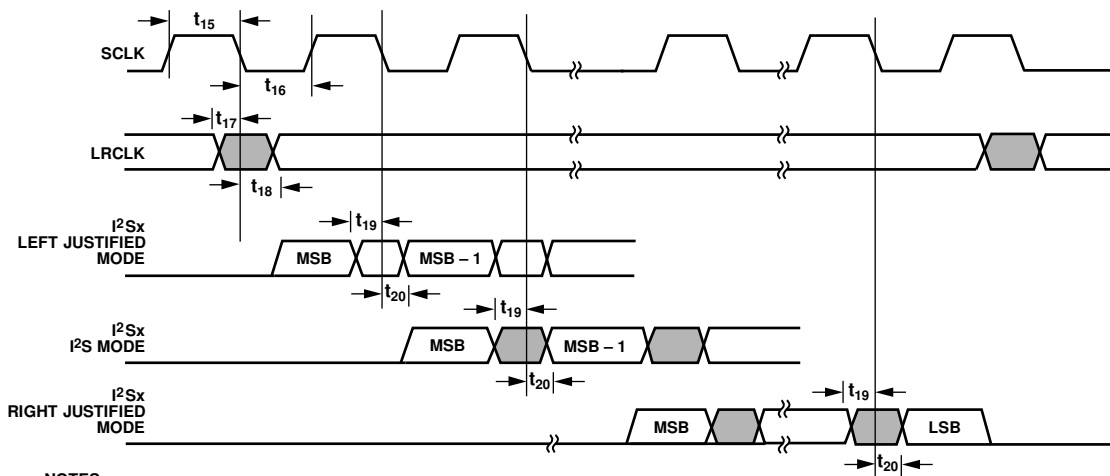 t15
SCLK
t16
t17
LRCLK
t18
I²Sx
LEFT JUSTIFIED
MODE
t19
MSB
MSB – 1
t20
t19
I²Sx
I²S MODE
MSB
MSB – 1
t20
I²Sx
RIGHT JUSTIFIED
MODE
t19
MSB
LSB
t20
NOTES